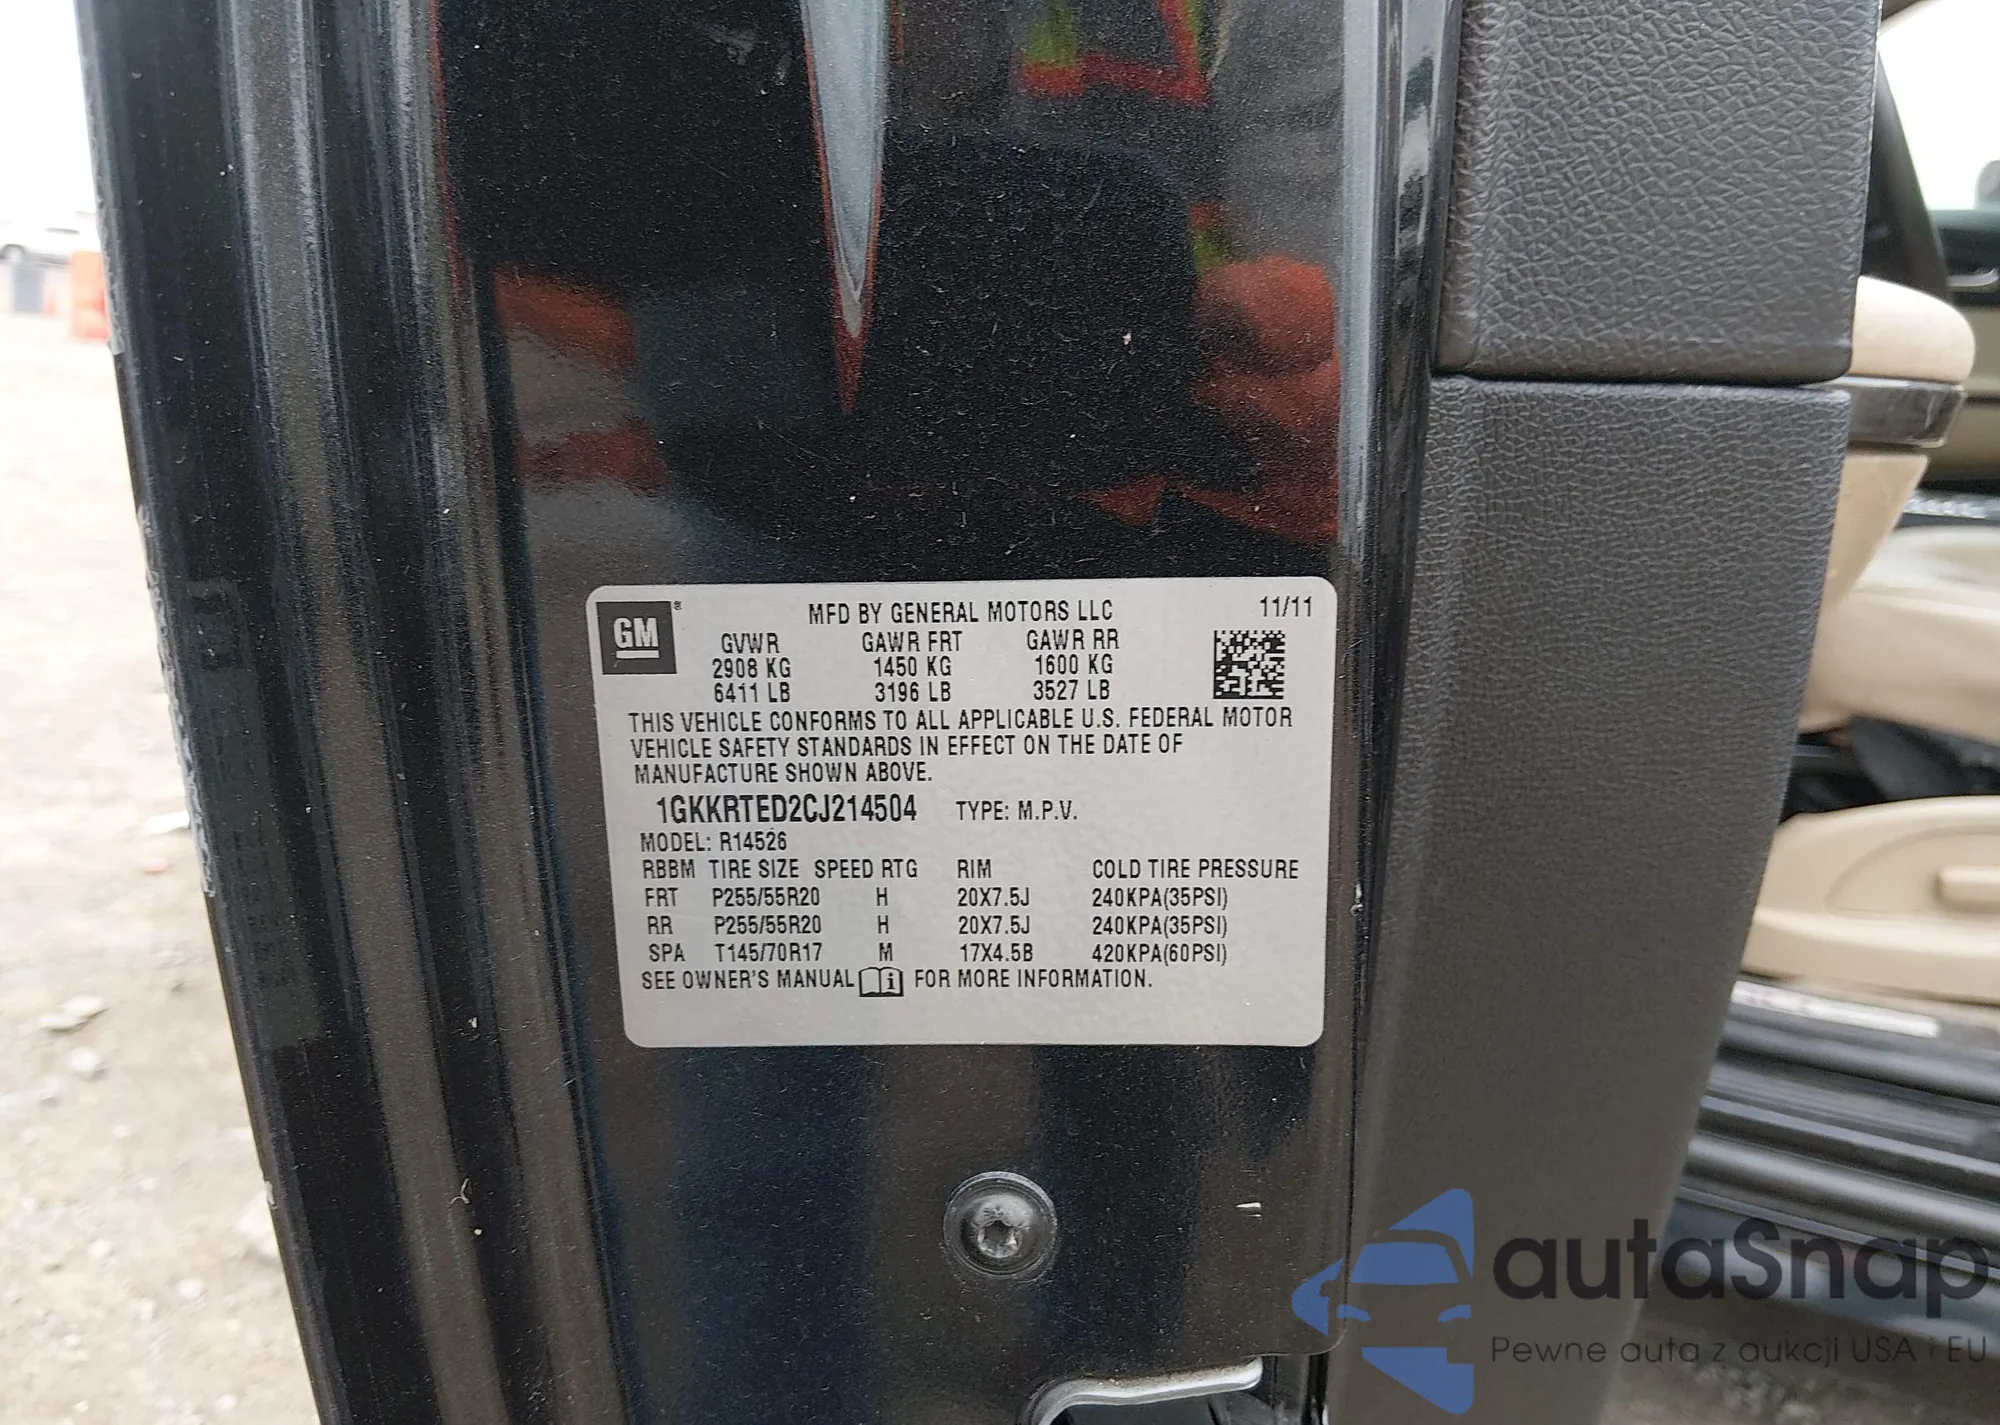 GM ®
MFD BY GENERAL MOTORS LLC 11/11
GVWR GAWR FRT GAWR RR
2908 KG 1450 KG 1600 KG
6411 LB 3196 LB 3527 LB
THIS VEHICLE CONFORMS TO ALL APPLICABLE U.S. FEDERAL MOTOR
VEHICLE SAFETY STANDARDS IN EFFECT ON THE DATE OF
MANUFACTURE SHOWN ABOVE.
1GKKRTED2CJ214504 TYPE: M.P.V.
MODEL: R14526
RBBM TIRE SIZE SPEED RTG RIM COLD TIRE PRESSURE
FRT P255/55R20 H 20X7.5J 240KPA(35PSI)
RR P255/55R20 H 20X7.5J 240KPA(35PSI)
SPA T145/70R17 M 17X4.5B 420KPA(60PSI)
SEE OWNER'S MANUAL i FOR MORE INFORMATION.
autaSnap
Pewne auta z aukcji USA i EU